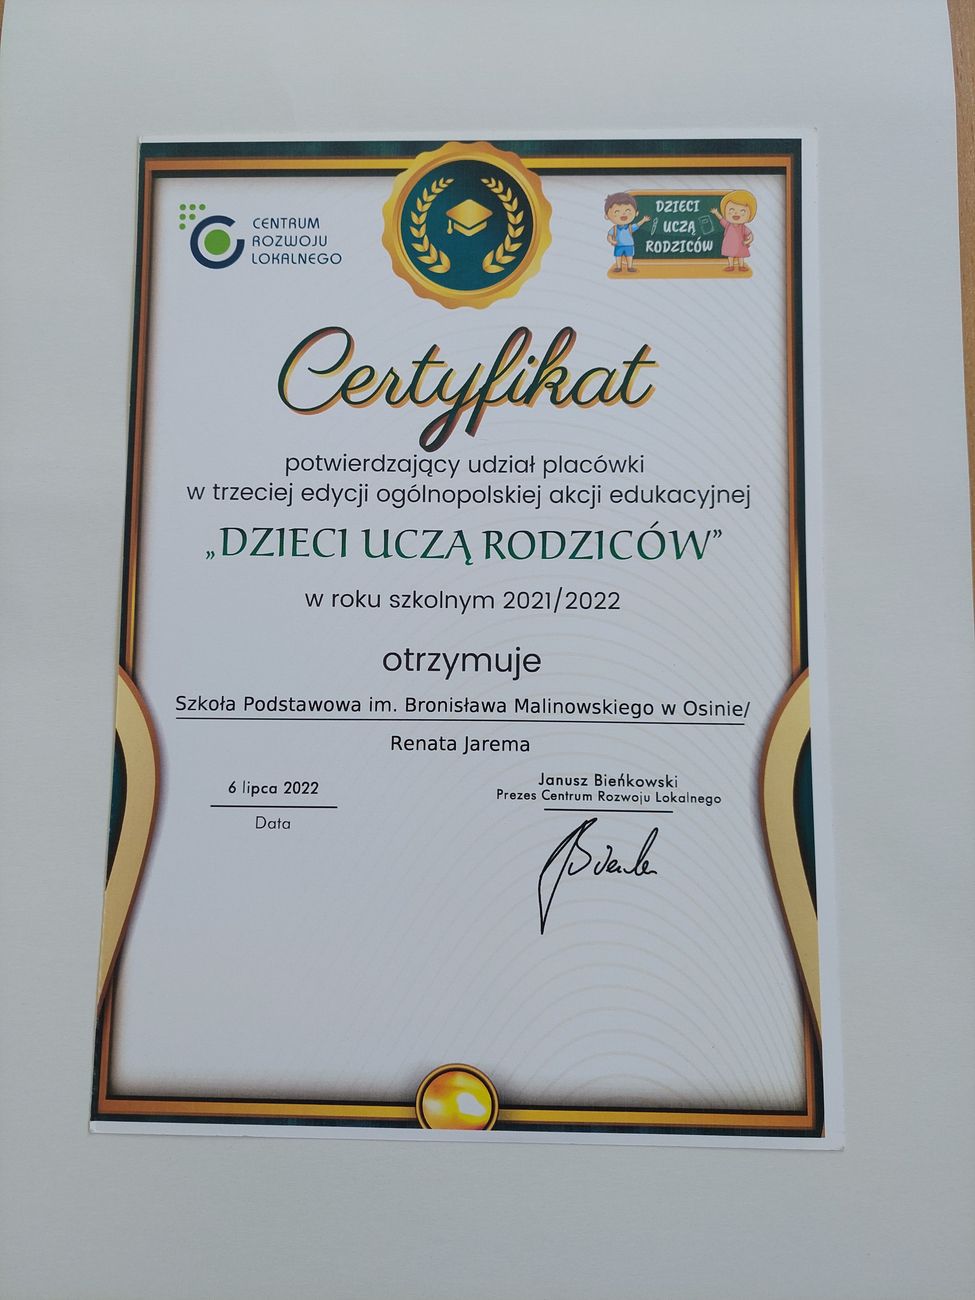 CENTRUM
ROZWOJU
LOKALNEGO
DZIECI
UCZĄ
RODZICÓW
Certyfikat
potwierdzający udział placówki
w trzeciej edycji ogólnopolskiej akcji edukacyjnej
„DZIECI UCZĄ RODZICÓW”
w roku szkolnym 2021/2022
otrzymuje
Szkoła Podstawowa im. Bronisława Malinowskiego w Osinie/
Renata Jarema
6 lipca 2022
Data
Janusz Bieńkowski
Prezes Centrum Rozwoju Lokalnego